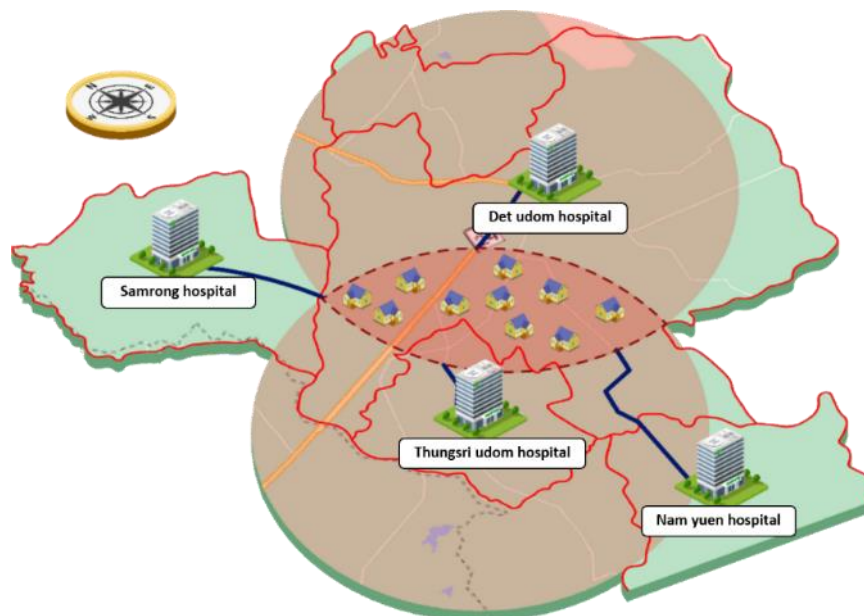 Det udom hospital
Samrong hospital
Thungsri udom hospital
Nam yuen hospital